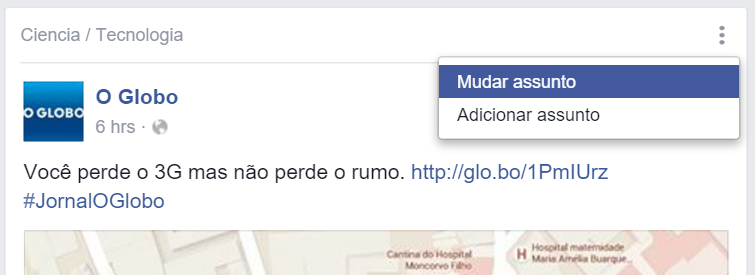 Ciencia / Tecnologia
Mudar assunto
Adicionar assunto
O GLOBO
O Globo
6 hrs ·
Você perde o 3G mas não perde o rumo. http://glo.bo/1PmIUrz
#JornalOGlobo
Cantina do Hospital
Moncorvo Filho
H Hospital maternidade
Maria Amélia Buarque...